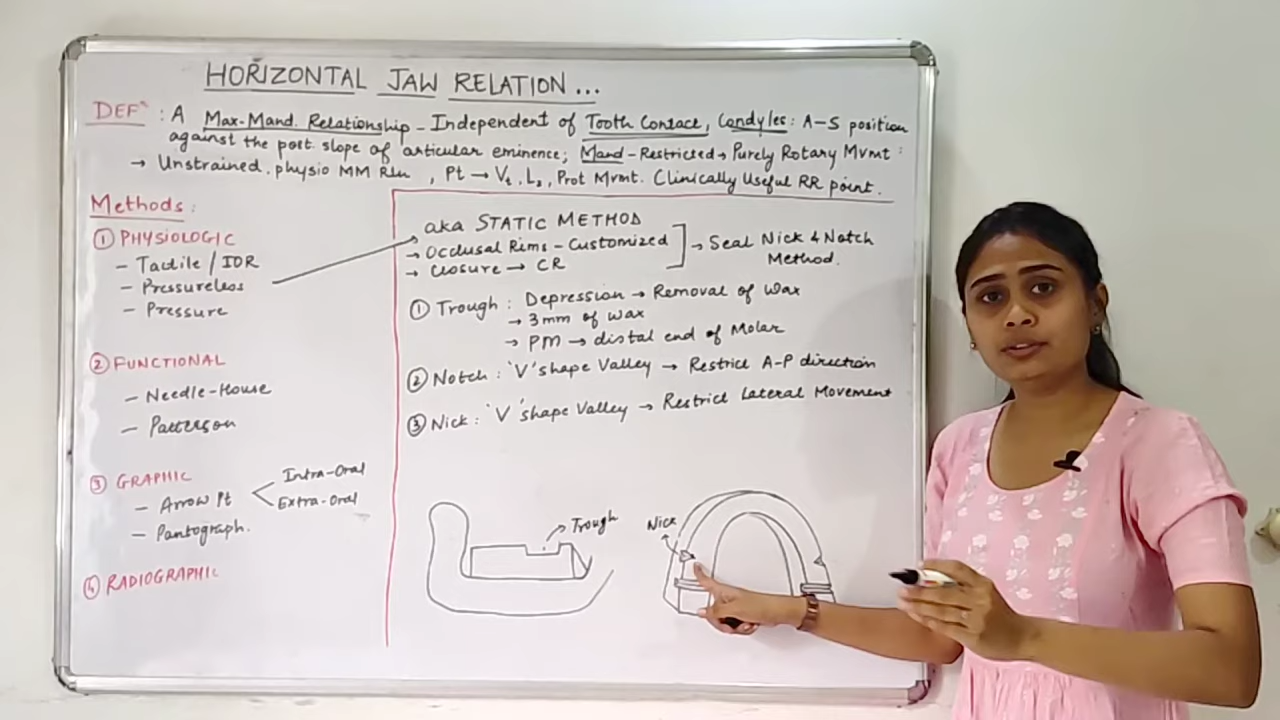 HORIZONTAL JAW RELATION...
DEFⁿ : A Max-Mand. Relationship - Independent of Tooth Contact, Condyles: A-S position
against the post. slope of articular eminence; Mand - Restricted → Purely Rotary Mvmt :
→ Unstrained, physio MM Reln , Pt → Vt, L2, Prot Mvmt. Clinically Useful RR point.
Methods:
① PHYSIOLOGIC
- Tactile / IOR
- Pressureless
- Pressure
② FUNCTIONAL
- Needle-House
- Patterson
③ GRAPHIC
- Arrow Pt
Intra-Oral
Extra-Oral
- Pantograph.
④ RADIOGRAPHIC
aka STATIC METHOD
→ Occlusal Rims - Customized
→ Closure → CR
→ Seal Nick & Notch
Method.
① Trough : Depression → Removal of Wax
→ 3mm of wax
→ PM → distal end of Molar
② Notch : 'V' shape Valley → Restrict A-P direction
③ Nick : 'V' shape Valley → Restrict Lateral Movement
Trough
Nick